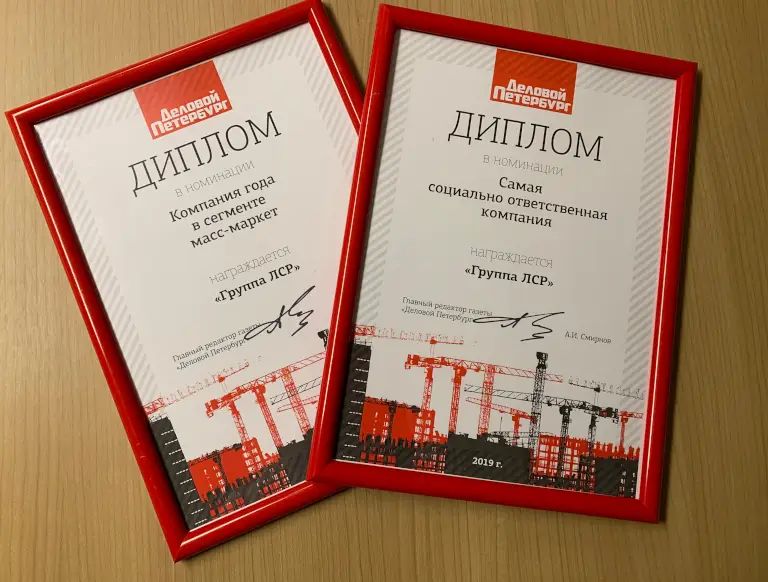 Деловой
Петербург
ДИПЛОМ
в номинации
Компания года
в сегменте
масс-маркет
награждается
«Группа ЛСР»
Главный редактор газеты
«Деловой Петербург
Деловой
Петербург
ДИПЛОМ
в номинации
Самая
социально ответственная
компания
награждается
«Группа ЛСР»
Главный редактор газеты
«Деловой Петербург
А.И. Смирнов
2019 г.